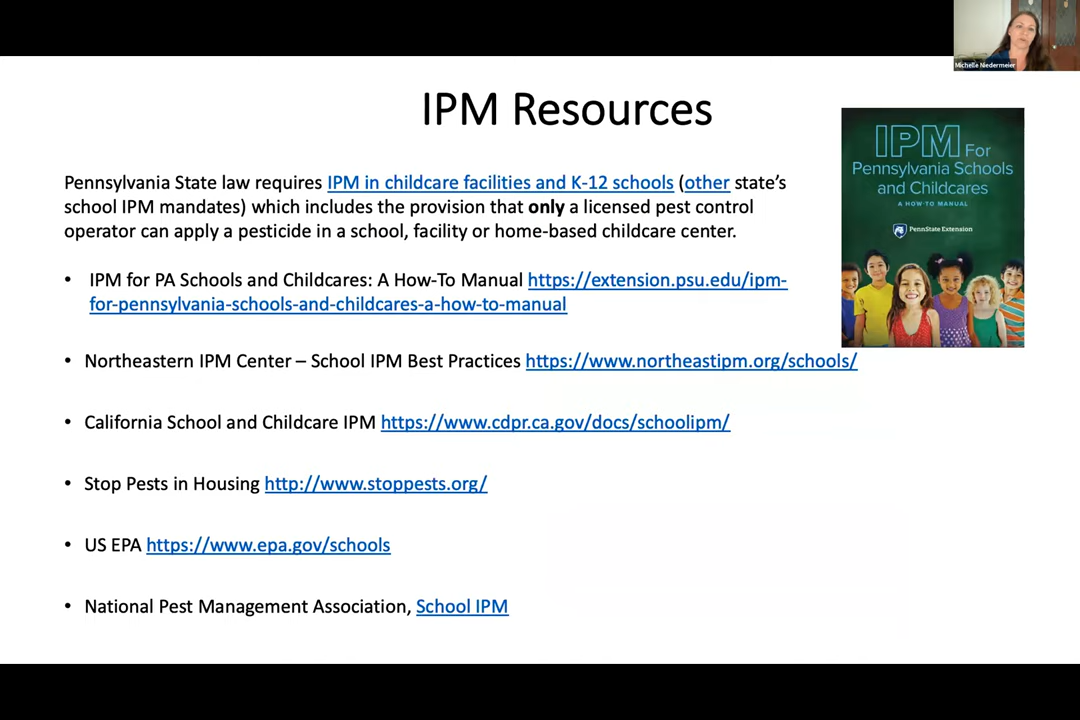 Michelle Niedermeier
IPM Resources
Pennsylvania State law requires IPM in childcare facilities and K-12 schools (other state’s
school IPM mandates) which includes the provision that only a licensed pest control
operator can apply a pesticide in a school, facility or home-based childcare center.
• IPM for PA Schools and Childcares: A How-To Manual https://extension.psu.edu/ipm-
for-pennsylvania-schools-and-childcares-a-how-to-manual
• Northeastern IPM Center – School IPM Best Practices https://www.northeastipm.org/schools/
• California School and Childcare IPM https://www.cdpr.ca.gov/docs/schoolipm/
• Stop Pests in Housing http://www.stoppests.org/
• US EPA https://www.epa.gov/schools
• National Pest Management Association, School IPM
IPM For
Pennsylvania Schools
and Childcares
A HOW-TO MANUAL
PennState Extension